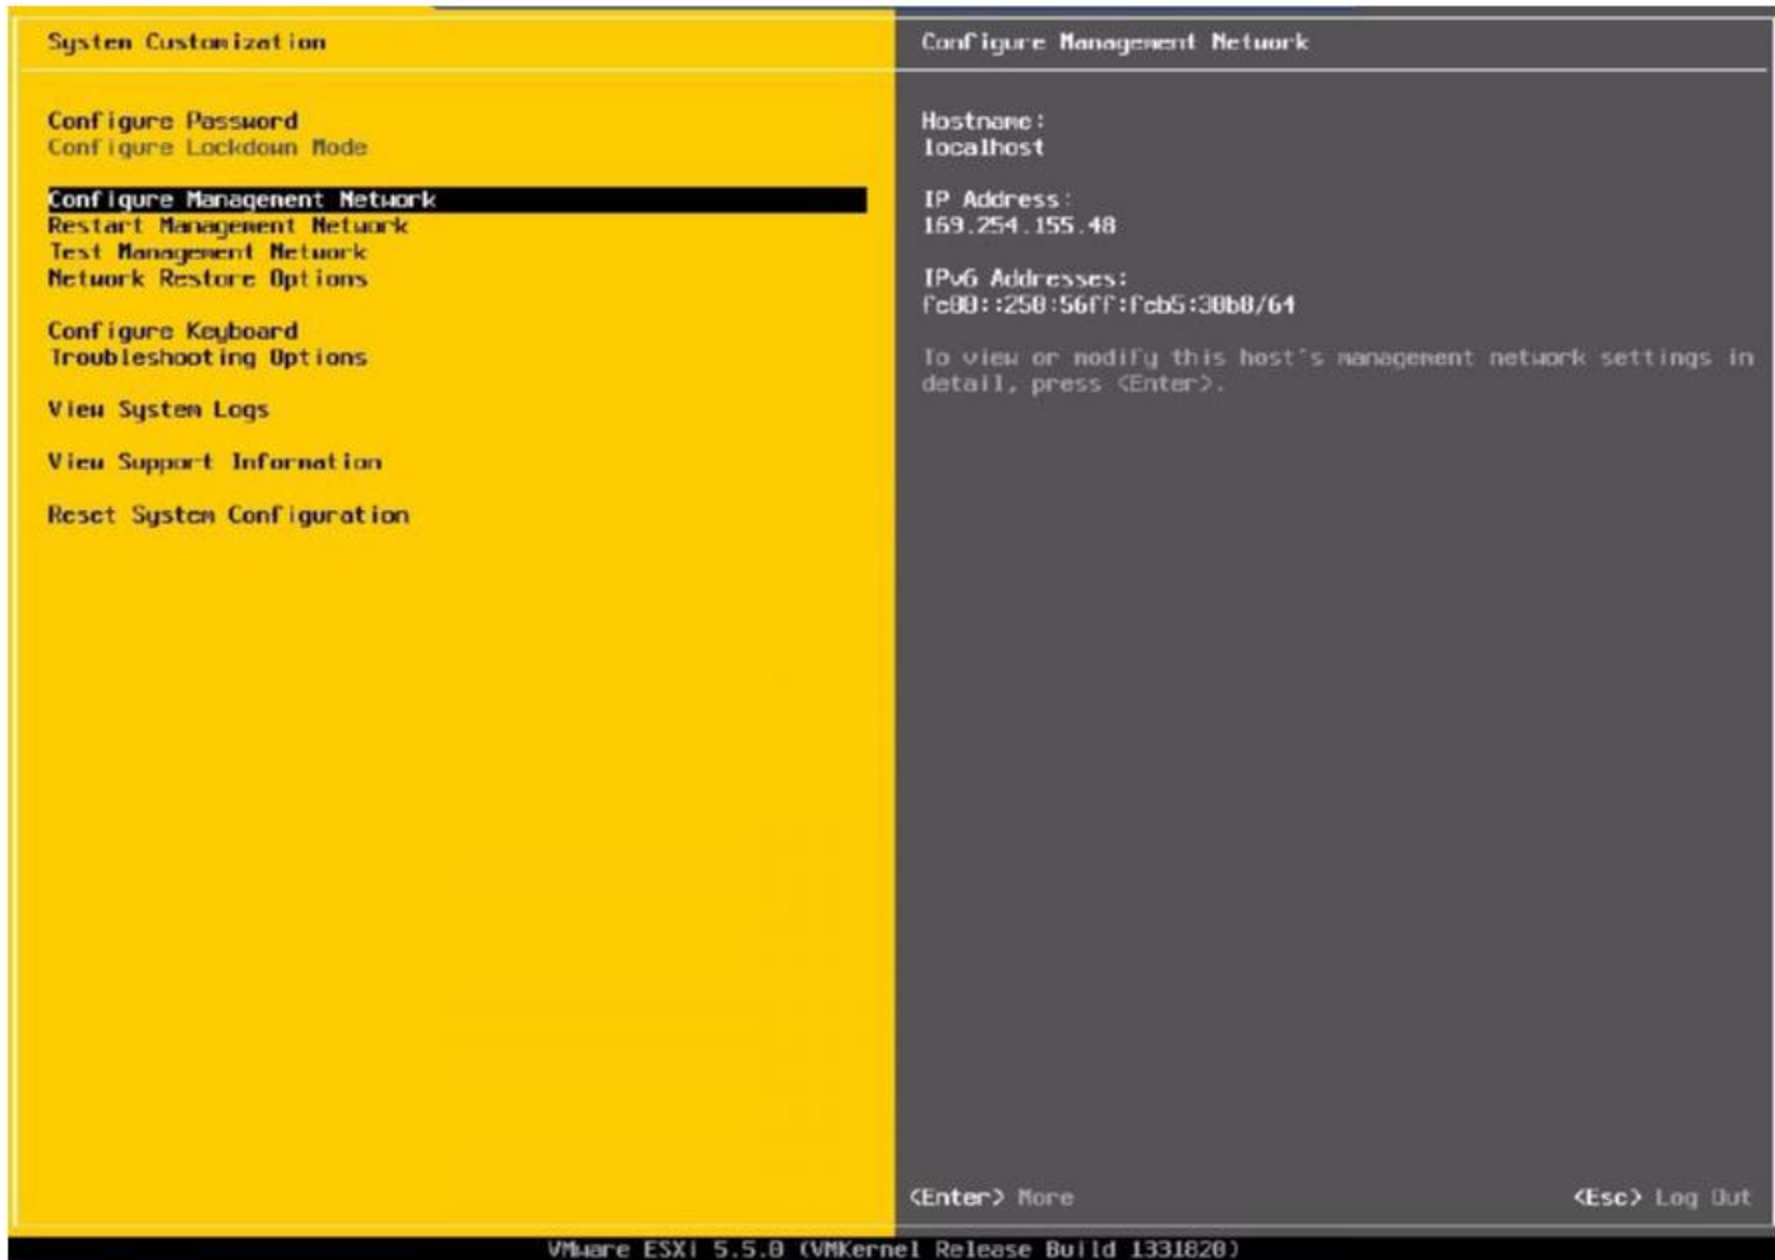 System Customization
Configure Password
Configure Lockdown Mode
Configure Management Network
Restart Management Network
Test Management Network
Network Restore Options
Configure Keyboard
Troubleshooting Options
View System Logs
View Support Information
Reset System Configuration
Configure Management Network
Hostname:
localhost
IP Address:
169.254.155.48
IPv6 Addresses:
fe80::250:56ff:feb5:30b8/64
To view or modify this host's management network settings in
detail, press <Enter>.
<Enter> More
<Esc> Log Out
VMware ESXi 5.5.0 (VMKernel Release Build 1331820)